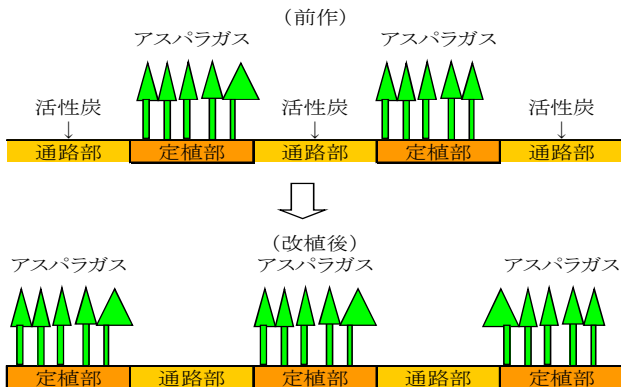 （前作）
アスパラガス アスパラガス
活性炭 活性炭 活性炭
↓ ↓ ↓
通路部 定植部 通路部 定植部 通路部
（改植後）
アスパラガス アスパラガス アスパラガス
定植部 通路部 定植部 通路部 定植部